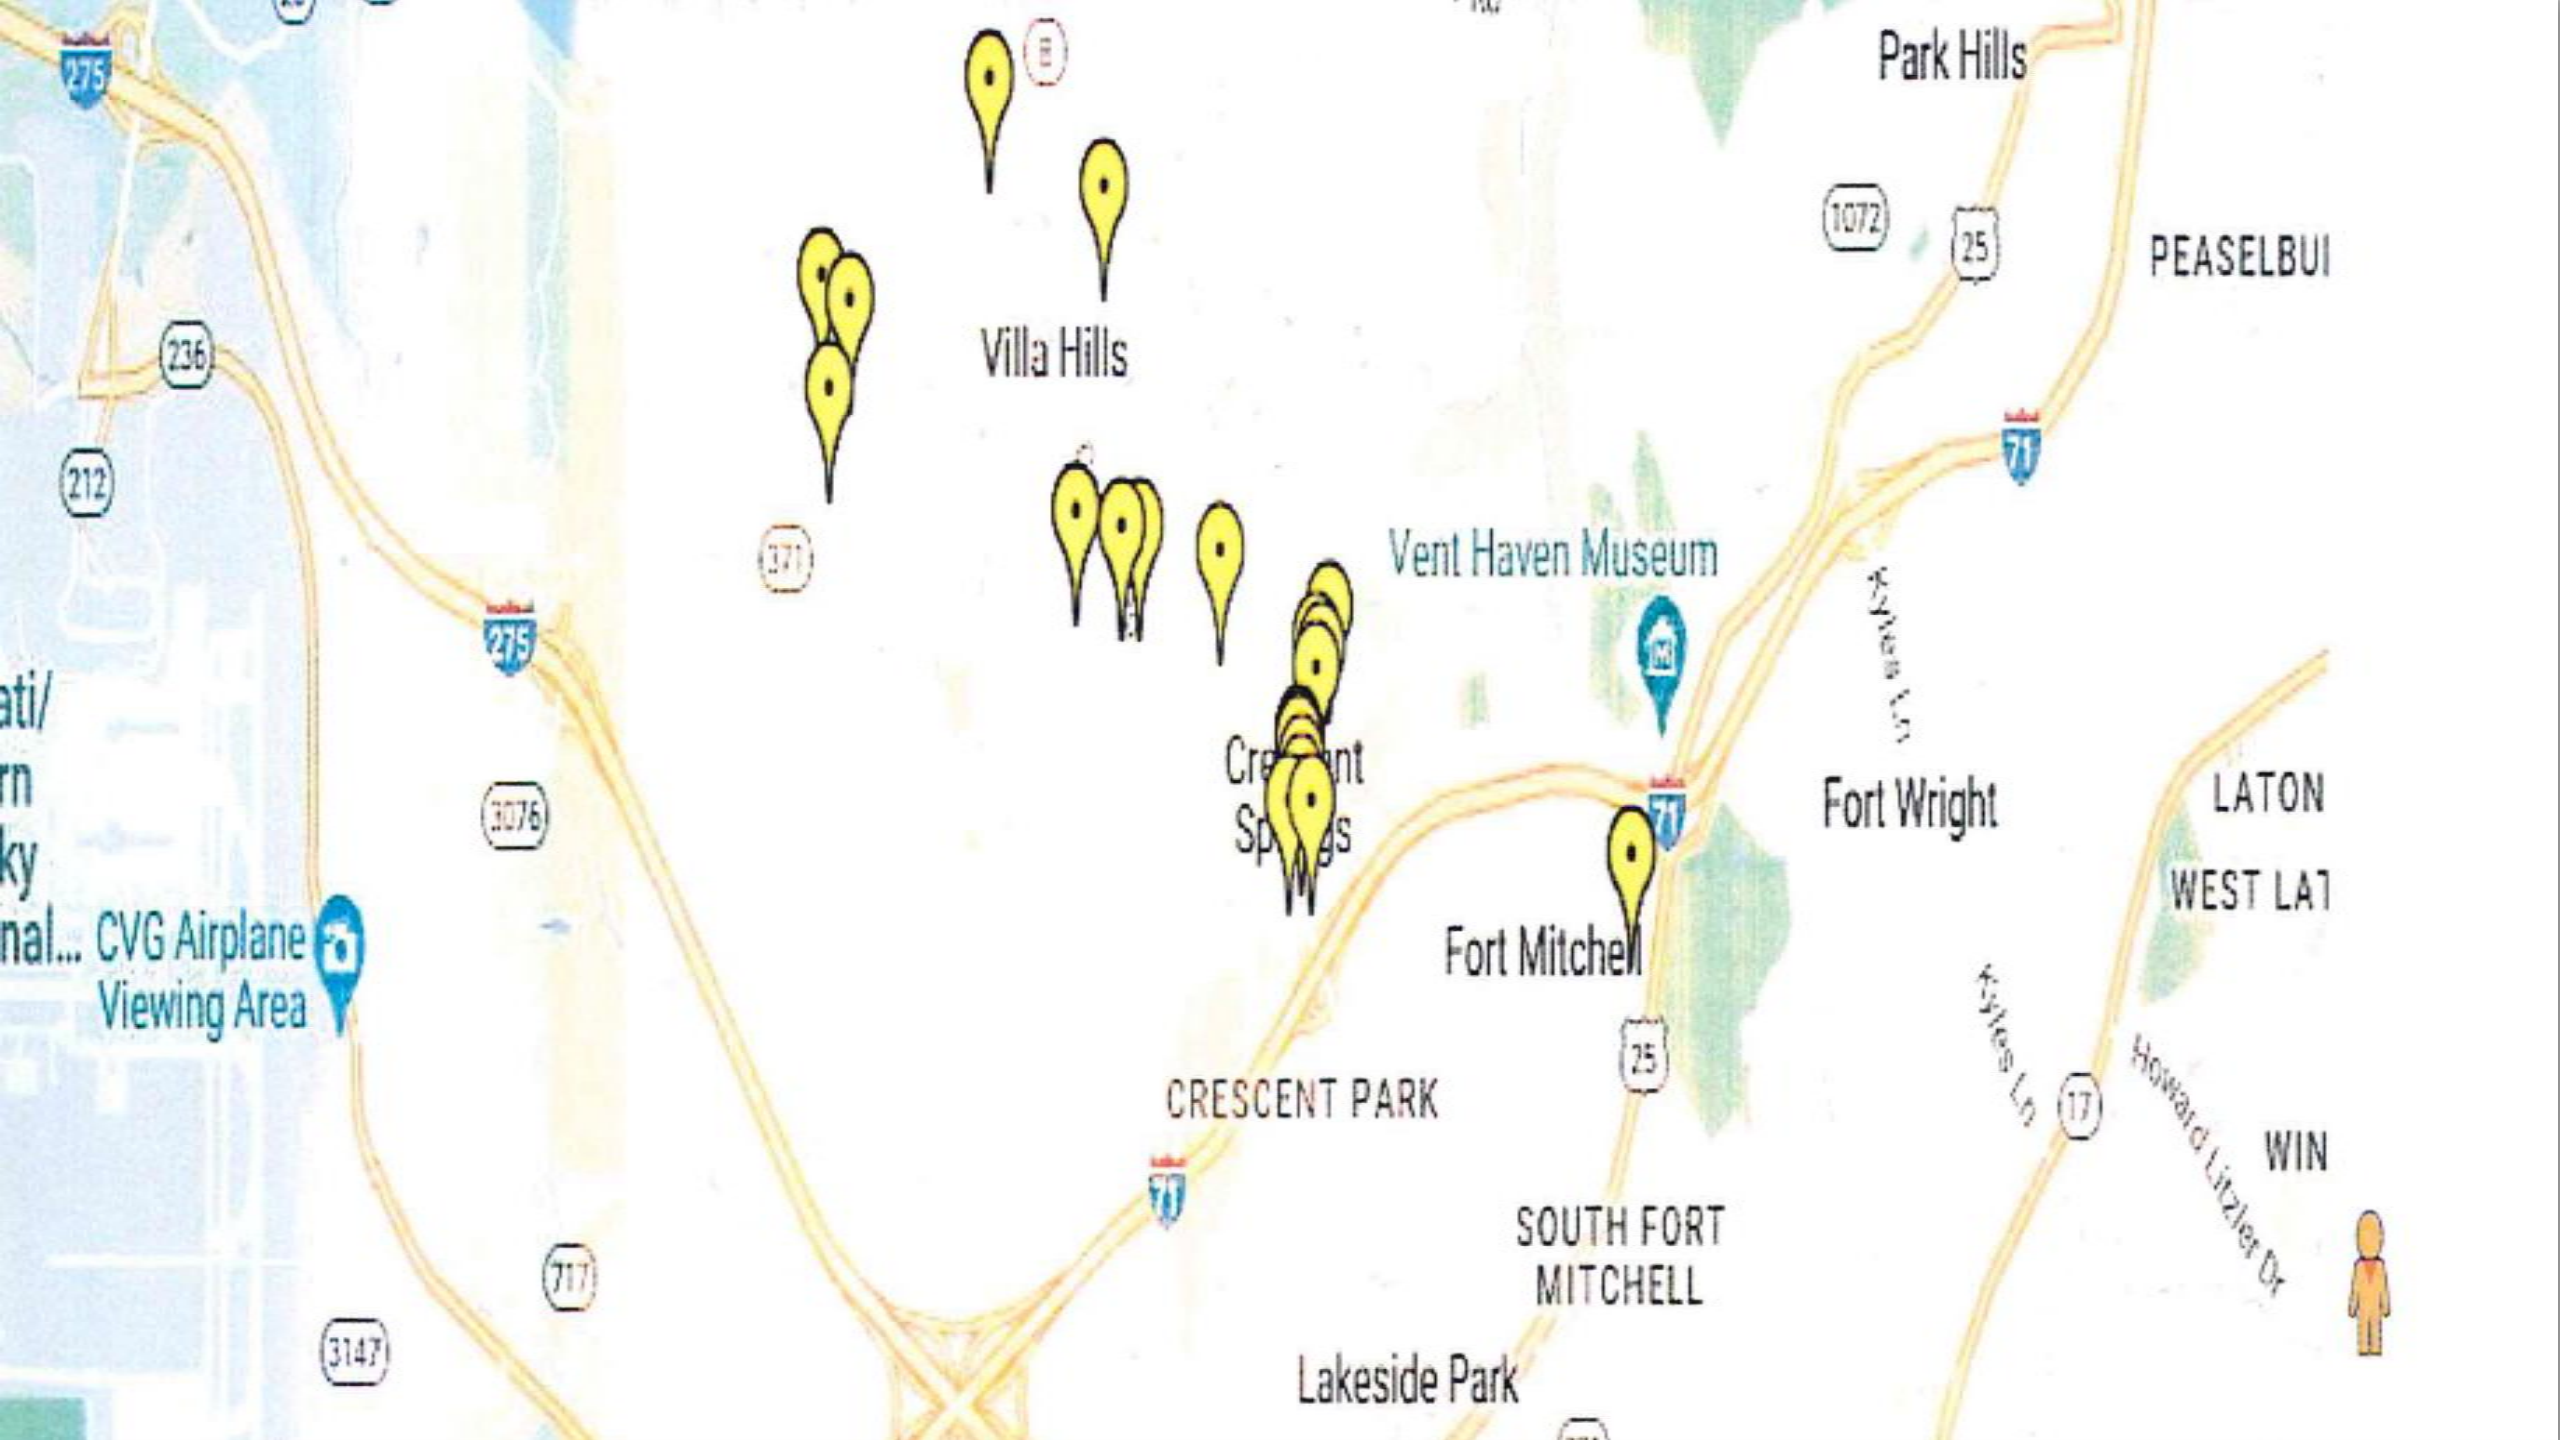 Park Hills
275
1072
25
PEASELBUI
Villa Hills
236
71
212
371
Vent Haven Museum
275
Kyles Ln
ati/
rn
ky
nal...
Crescent
Springs
3076
71
Fort Wright
LATON
WEST LAT
CVG Airplane
Viewing Area
Fort Mitchell
25
Kyles Ln
17
Howard Litzler Dr
CRESCENT PARK
WIN
71
SOUTH FORT
MITCHELL
717
3147
Lakeside Park